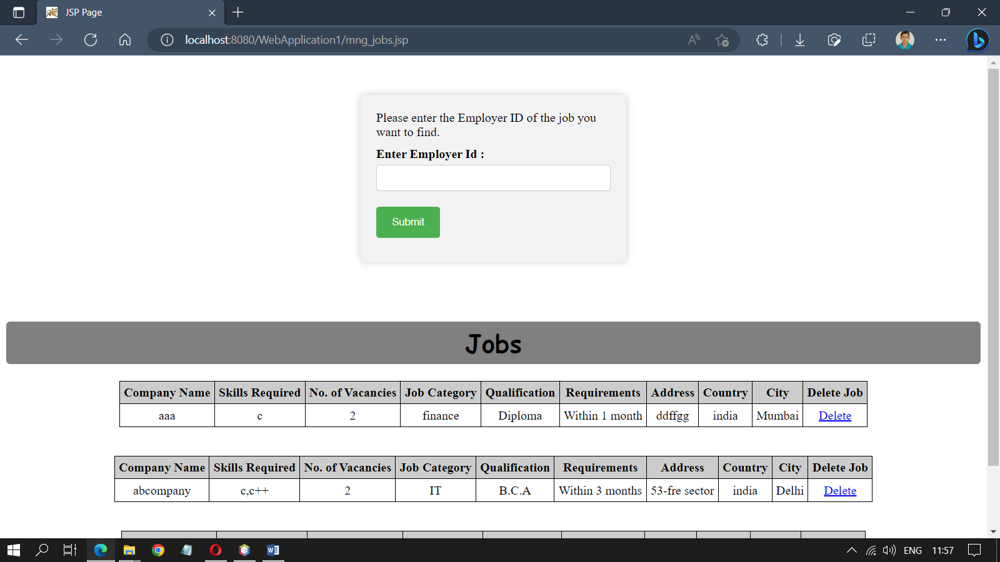 JSP Page
localhost:8080/WebApplication1/mng_jobs.jsp
Please enter the Employer ID of the job you
want to find.
Enter Employer Id :
Submit
Jobs
Company Name Skills Required No. of Vacancies Job Category Qualification Requirements Address Country City Delete Job
aaa c 2 finance Diploma Within 1 month ddffgg india Mumbai Delete
Company Name Skills Required No. of Vacancies Job Category Qualification Requirements Address Country City Delete Job
abcompany c,c++ 2 IT B.C.A Within 3 months 53-fre sector india Delhi Delete
ENG 11:57